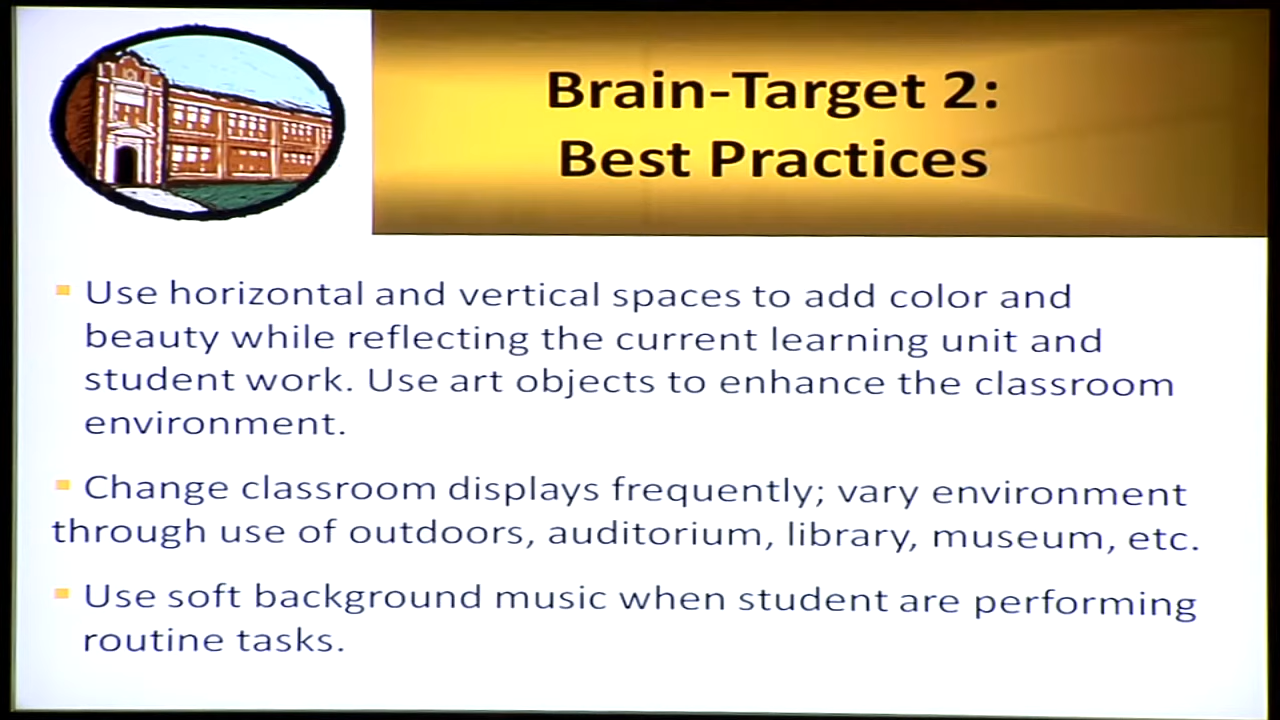 Brain-Target 2:
Best Practices
Use horizontal and vertical spaces to add color and
beauty while reflecting the current learning unit and
student work. Use art objects to enhance the classroom
environment.
Change classroom displays frequently; vary environment
through use of outdoors, auditorium, library, museum, etc.
Use soft background music when student are performing
routine tasks.